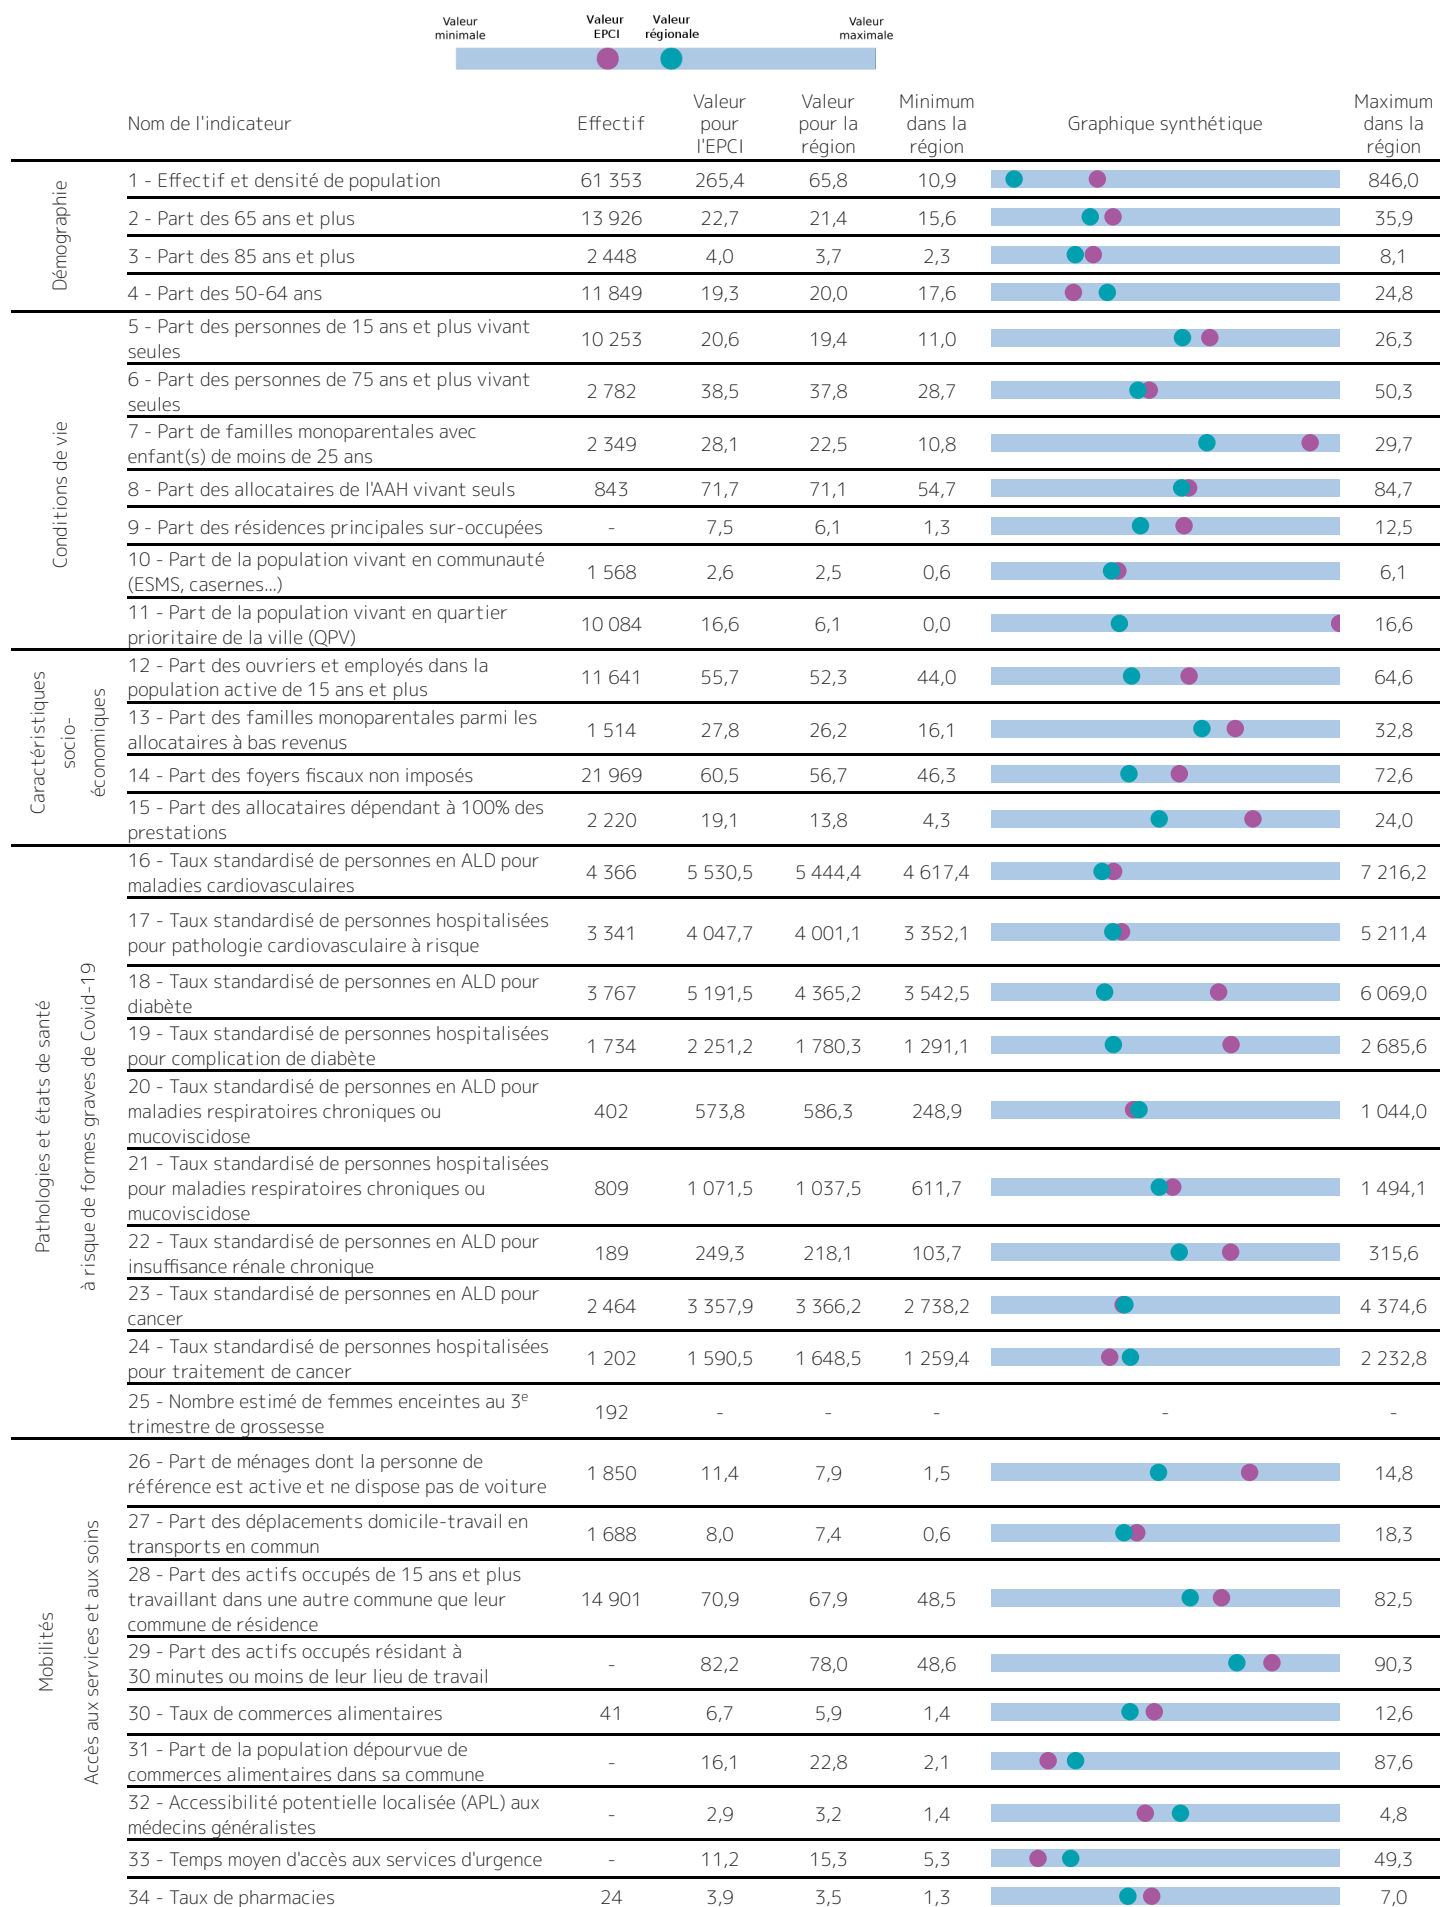 Valeur minimale
Valeur EPCI
Valeur régionale
Valeur maximale
Nom de l'indicateur
Effectif
Valeur pour l'EPCI
Valeur pour la région
Minimum dans la région
Graphique synthétique
Maximum dans la région
Démographie
1 - Effectif et densité de population 61 353 265,4 65,8 10,9 846,0
2 - Part des 65 ans et plus 13 926 22,7 21,4 15,6 35,9
3 - Part des 85 ans et plus 2 448 4,0 3,7 2,3 8,1
4 - Part des 50-64 ans 11 849 19,3 20,0 17,6 24,8
Conditions de vie
5 - Part des personnes de 15 ans et plus vivant
seules 10 253 20,6 19,4 11,0 26,3
6 - Part des personnes de 75 ans et plus vivant
seules 2 782 38,5 37,8 28,7 50,3
7 - Part de familles monoparentales avec
enfant(s) de moins de 25 ans 2 349 28,1 22,5 10,8 29,7
8 - Part des allocataires de l'AAH vivant seuls 843 71,7 71,1 54,7 84,7
9 - Part des résidences principales sur-occupées - 7,5 6,1 1,3 12,5
10 - Part de la population vivant en communauté
(ESMS, casernes...) 1 568 2,6 2,5 0,6 6,1
11 - Part de la population vivant en quartier
prioritaire de la ville (QPV) 10 084 16,6 6,1 0,0 16,6
Caractéristiques
socio-
économiques
12 - Part des ouvriers et employés dans la
population active de 15 ans et plus 11 641 55,7 52,3 44,0 64,6
13 - Part des familles monoparentales parmi les
allocataires à bas revenus 1 514 27,8 26,2 16,1 32,8
14 - Part des foyers fiscaux non imposés 21 969 60,5 56,7 46,3 72,6
15 - Part des allocataires dépendant à 100% des
prestations 2 220 19,1 13,8 4,3 24,0
Pathologies et états de santé
à risque de formes graves de Covid-19
16 - Taux standardisé de personnes en ALD pour
maladies cardiovasculaires 4 366 5 530,5 5 444,4 4 617,4 7 216,2
17 - Taux standardisé de personnes hospitalisées
pour pathologie cardiovasculaire à risque 3 341 4 047,7 4 001,1 3 352,1 5 211,4
18 - Taux standardisé de personnes en ALD pour
diabète 3 767 5 191,5 4 365,2 3 542,5 6 069,0
19 - Taux standardisé de personnes hospitalisées
pour complication de diabète 1 734 2 251,2 1 780,3 1 291,1 2 685,6
20 - Taux standardisé de personnes en ALD pour
maladies respiratoires chroniques ou 402 573,8 586,3 248,9 1 044,0
mucoviscidose
21 - Taux standardisé de personnes hospitalisées
pour maladies respiratoires chroniques ou 809 1 071,5 1 037,5 611,7 1 494,1
mucoviscidose
22 - Taux standardisé de personnes en ALD pour
insuffisance rénale chronique 189 249,3 218,1 103,7 315,6
23 - Taux standardisé de personnes en ALD pour
cancer 2 464 3 357,9 3 366,2 2 738,2 4 374,6
24 - Taux standardisé de personnes hospitalisées
pour traitement de cancer 1 202 1 590,5 1 648,5 1 259,4 2 232,8
25 - Nombre estimé de femmes enceintes au 3e
trimestre de grossesse 192 - - - - -
Mobilités
Accès aux services et aux soins
26 - Part de ménages dont la personne de
référence est active et ne dispose pas de voiture 1 850 11,4 7,9 1,5 14,8
27 - Part des déplacements domicile-travail en
transports en commun 1 688 8,0 7,4 0,6 18,3
28 - Part des actifs occupés de 15 ans et plus
travaillant dans une autre commune que leur 14 901 70,9 67,9 48,5 82,5
commune de résidence
29 - Part des actifs occupés résidant à
30 minutes ou moins de leur lieu de travail - 82,2 78,0 48,6 90,3
30 - Taux de commerces alimentaires 41 6,7 5,9 1,4 12,6
31 - Part de la population dépourvue de
commerces alimentaires dans sa commune - 16,1 22,8 2,1 87,6
32 - Accessibilité potentielle localisée (APL) aux
médecins généralistes - 2,9 3,2 1,4 4,8
33 - Temps moyen d'accès aux services d'urgence - 11,2 15,3 5,3 49,3
34 - Taux de pharmacies 24 3,9 3,5 1,3 7,0